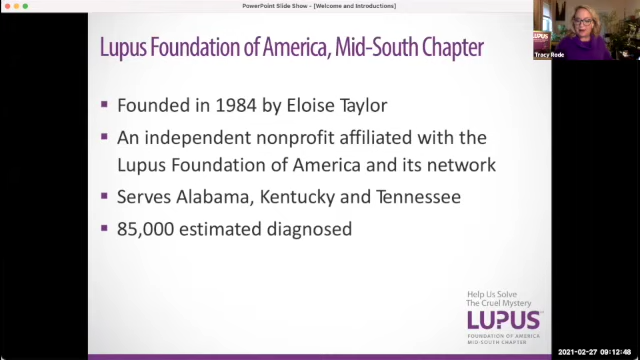 PowerPoint Slide Show - [Welcome and Introductions]
Lupus Foundation of America, Mid-South Chapter
Tracy Rode
Founded in 1984 by Eloise Taylor
An independent nonprofit affiliated with the
Lupus Foundation of America and its network
Serves Alabama, Kentucky and Tennessee
85,000 estimated diagnosed
Help Us Solve
The Cruel Mystery
LUPUS
FOUNDATION OF AMERICA
MID-SOUTH CHAPTER
2021-02-27 09:12:48